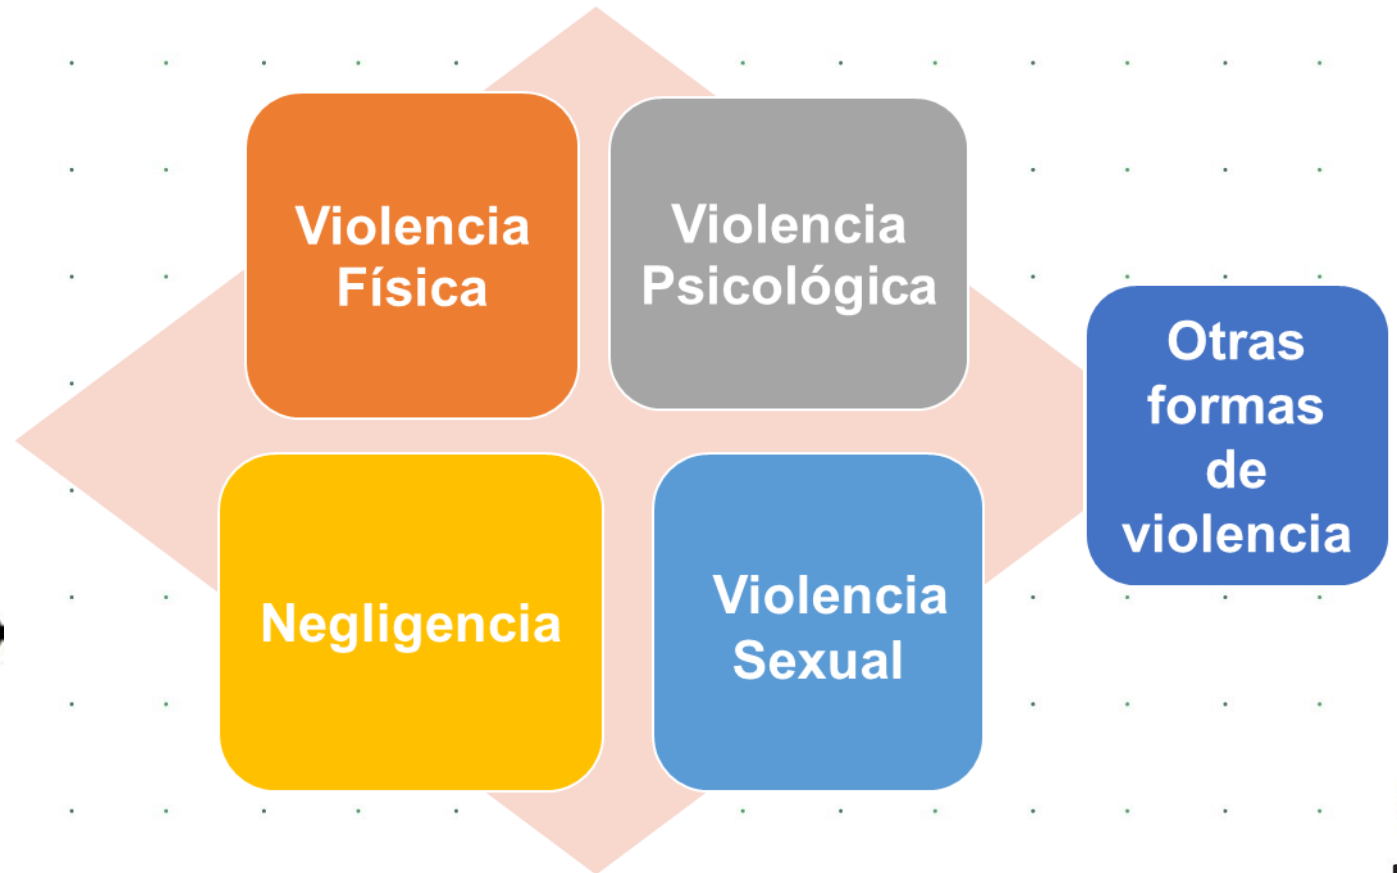 Violencia
Física
Violencia
Psicológica
Otras
formas
de
violencia
Negligencia
Violencia
Sexual